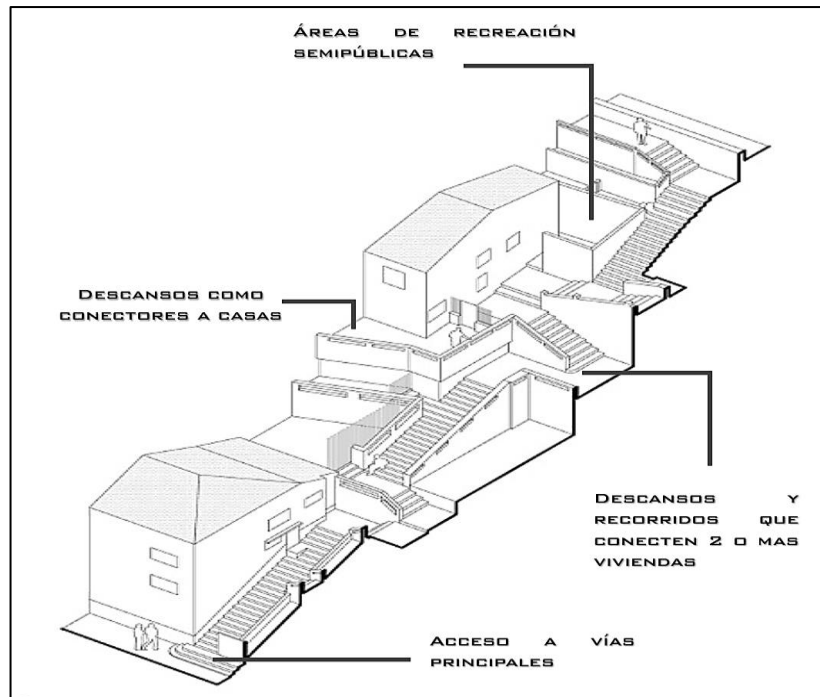 ÁREAS DE RECREACIÓN
SEMIPÚBLICAS
DESCANSOS COMO
CONECTORES A CASAS
DESCANSOS Y
RECORRIDOS QUE
CONECTEN 2 O MAS
VIVIENDAS
ACCESO A VÍAS
PRINCIPALES